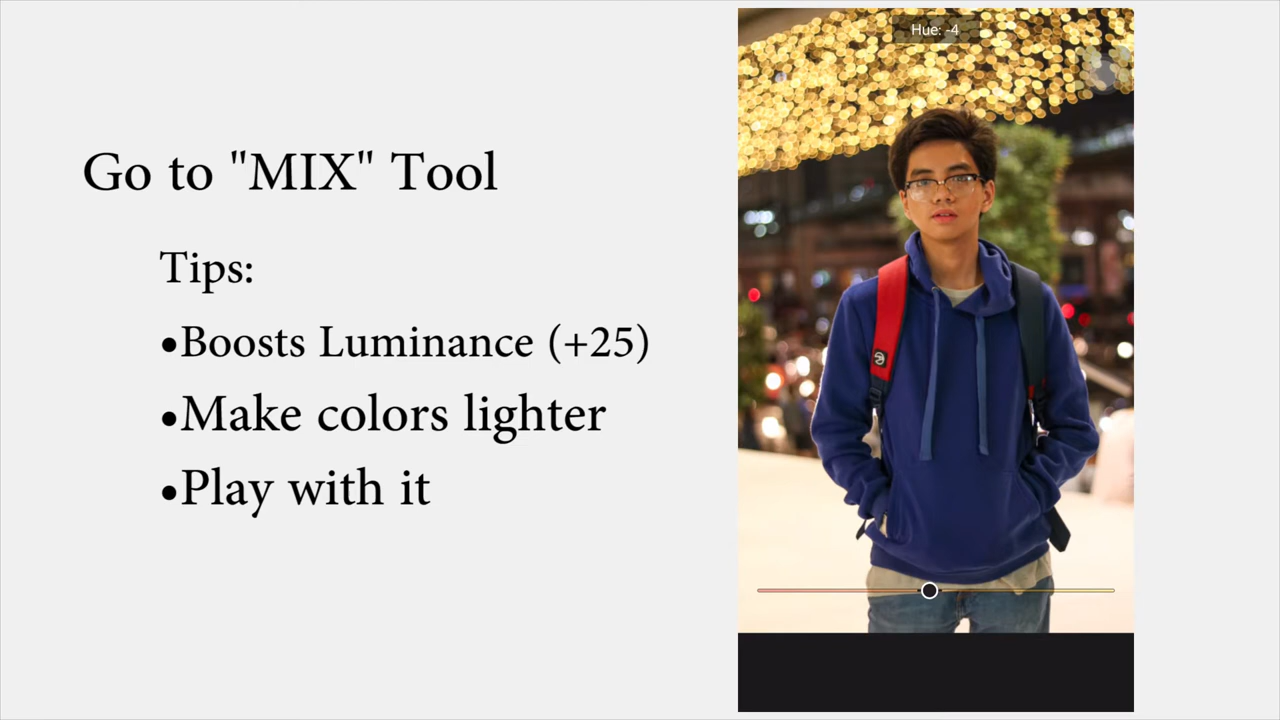 Go to "MIX" Tool
Tips:
•Boosts Luminance (+25)
•Make colors lighter
•Play with it
Hue: -4